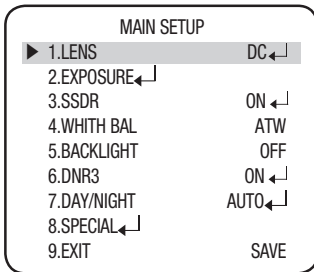 MAIN SETUP
▶ 1.LENS DC↵
2.EXPOSURE↵
3.SSDR ON ↵
4.WHITH BAL ATW
5.BACKLIGHT OFF
6.DNR3 ON ↵
7.DAY/NIGHT AUTO↵
8.SPECIAL↵
9.EXIT SAVE